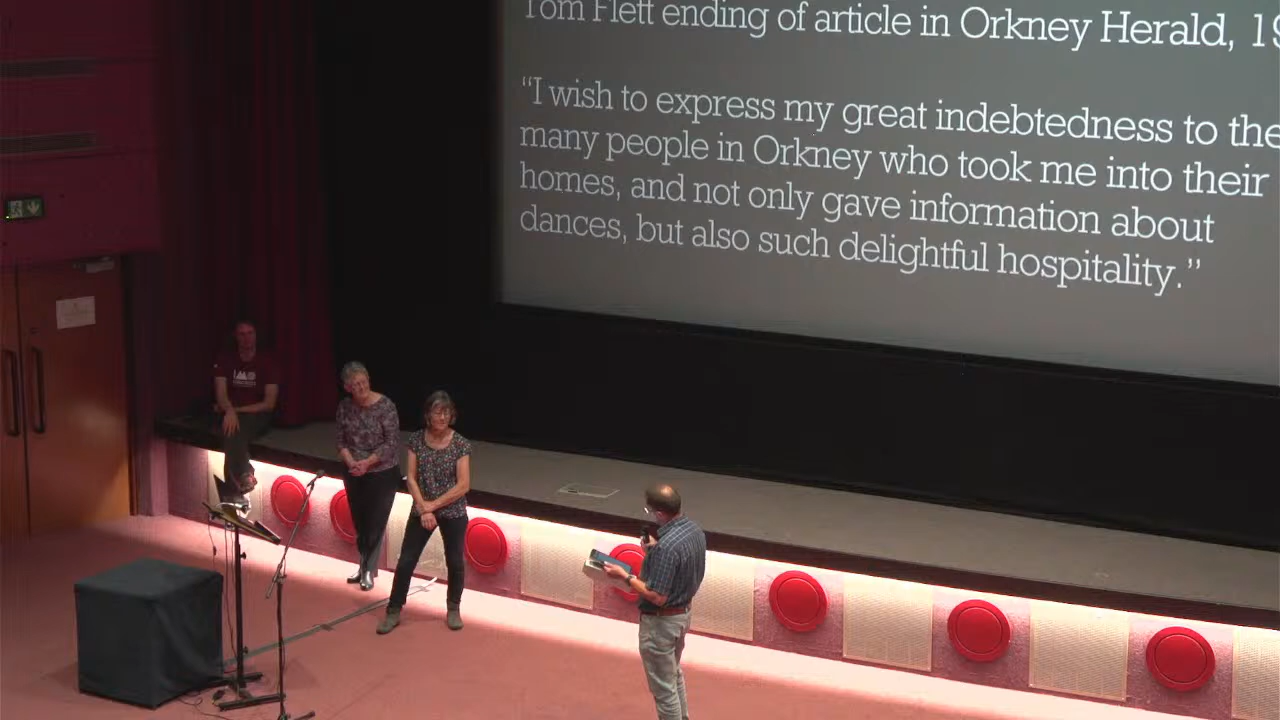 Tom Flett ending of article in Orkney Herald, 19
“I wish to express my great indebtedness to the
many people in Orkney who took me into their
homes, and not only gave information about
dances, but also such delightful hospitality.”